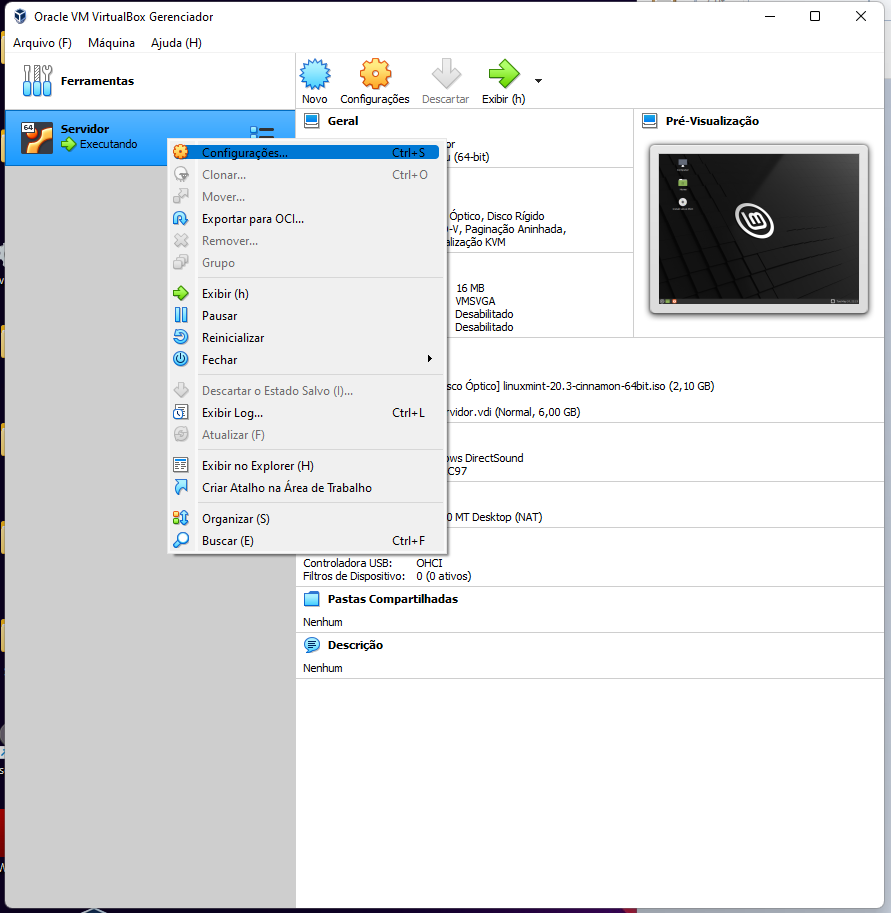 Oracle VM VirtualBox Gerenciador
Arquivo (F) Máquina Ajuda (H)
Ferramentas
Novo Configurações Descartar Exibir (h)
Servidor
Executando
Geral
Pré-Visualização
(64-bit)
Configurações... Ctrl+S
Clonar... Ctrl+O
Mover...
Exportar para OCI...
Remover...
Grupo
Exibir (h)
Pausar
Reinicializar
Fechar
Descartar o Estado Salvo (I)...
Exibir Log... Ctrl+L
Atualizar (F)
Exibir no Explorer (H)
Criar Atalho na Área de Trabalho
Organizar (S)
Buscar (E) Ctrl+F
Óptico, Disco Rígido
-V, Paginação Aninhada,
alização KVM
16 MB
VMSVGA
Desabilitado
Desabilitado
sco Óptico] linuxmint-20.3-cinnamon-64bit.iso (2,10 GB)
rvidor.vdi (Normal, 6,00 GB)
ws DirectSound
C97
0 MT Desktop (NAT)
Controladora USB: OHCI
Filtros de Dispositivo: 0 (0 ativos)
Pastas Compartilhadas
Nenhum
Descrição
Nenhum